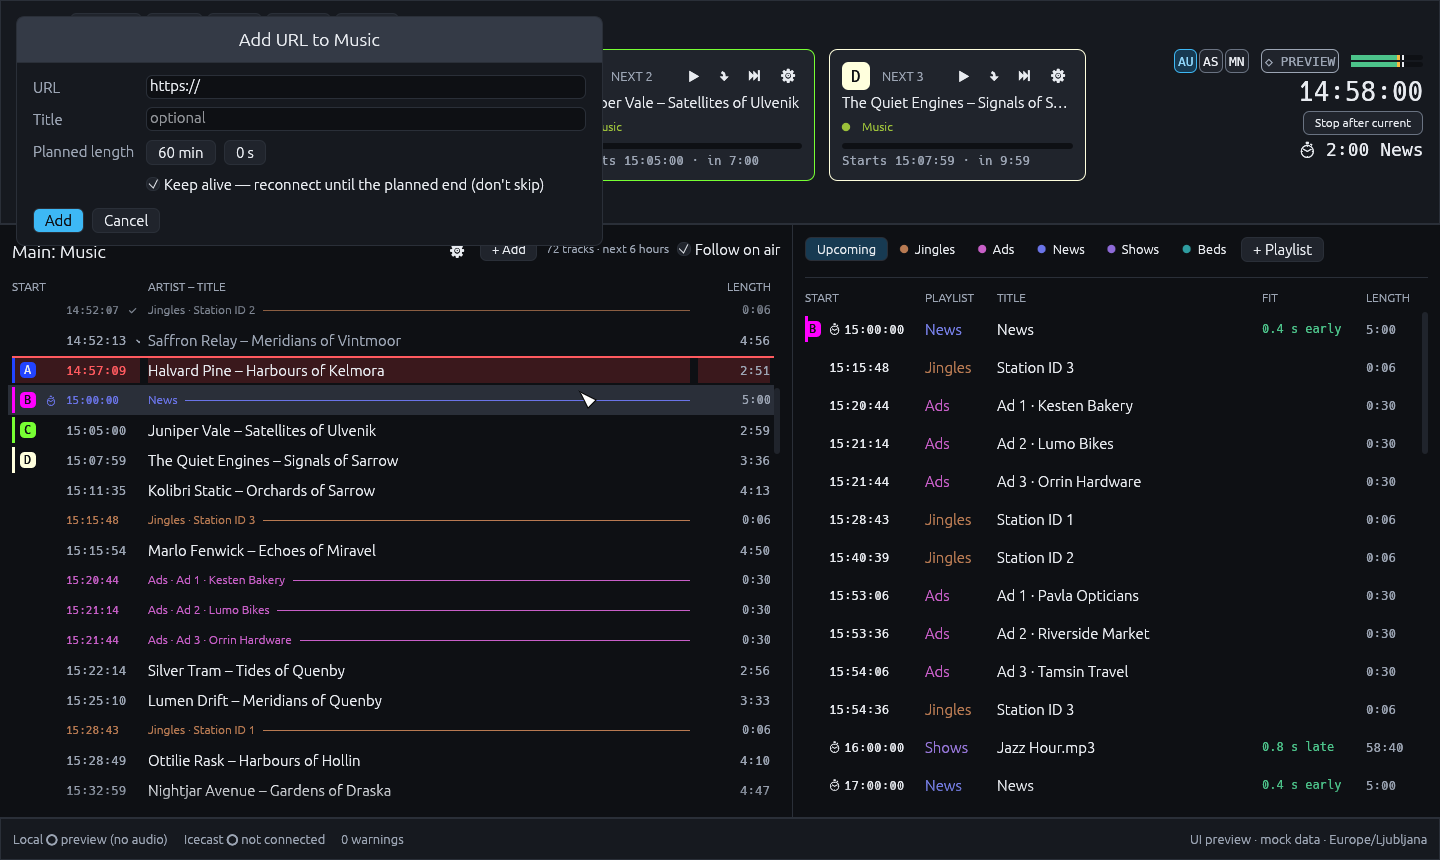 Add URL to Music
URL
https://
Title
optional
Planned length
60 min
0 s
Keep alive — reconnect until the planned end (don't skip)
Add
Cancel
NEXT 2
per Vale – Satellites of Ulvenik
usic
ts 15:05:00 · in 7:00
D
NEXT 3
The Quiet Engines – Signals of S…
Music
Starts 15:07:59 · in 9:59
AU
AS
MN
◇ PREVIEW
14:58:00
Stop after current
2:00 News
Main: Music
+ Add
72 tracks · next 6 hours
Follow on air
START ARTIST – TITLE LENGTH
14:52:07 Jingles · Station ID 2 0:06
14:52:13 Saffron Relay – Meridians of Vintmoor 4:56
A 14:57:09 Halvard Pine – Harbours of Kelmora 2:51
B 15:00:00 News 5:00
C 15:05:00 Juniper Vale – Satellites of Ulvenik 2:59
D 15:07:59 The Quiet Engines – Signals of Sarrow 3:36
15:11:35 Kolibri Static – Orchards of Sarrow 4:13
15:15:48 Jingles · Station ID 3 0:06
15:15:54 Marlo Fenwick – Echoes of Miravel 4:50
15:20:44 Ads · Ad 1 · Kesten Bakery 0:30
15:21:14 Ads · Ad 2 · Lumo Bikes 0:30
15:21:44 Ads · Ad 3 · Orrin Hardware 0:30
15:22:14 Silver Tram – Tides of Quenby 2:56
15:25:10 Lumen Drift – Meridians of Quenby 3:33
15:28:43 Jingles · Station ID 1 0:06
15:28:49 Ottilie Rask – Harbours of Hollin 4:10
15:32:59 Nightjar Avenue – Gardens of Draska 4:47
Upcoming
Jingles
Ads
News
Shows
Beds
+ Playlist
START PLAYLIST TITLE FIT LENGTH
B 15:00:00 News News 0.4 s early 5:00
15:15:48 Jingles Station ID 3 0:06
15:20:44 Ads Ad 1 · Kesten Bakery 0:30
15:21:14 Ads Ad 2 · Lumo Bikes 0:30
15:21:44 Ads Ad 3 · Orrin Hardware 0:30
15:28:43 Jingles Station ID 1 0:06
15:40:39 Jingles Station ID 2 0:06
15:53:06 Ads Ad 1 · Pavla Opticians 0:30
15:53:36 Ads Ad 2 · Riverside Market 0:30
15:54:06 Ads Ad 3 · Tamsin Travel 0:30
15:54:36 Jingles Station ID 3 0:06
16:00:00 Shows Jazz Hour.mp3 0.8 s late 58:40
17:00:00 News News 0.4 s early 5:00
Local preview (no audio)
Icecast not connected
0 warnings
UI preview · mock data · Europe/Ljubljana